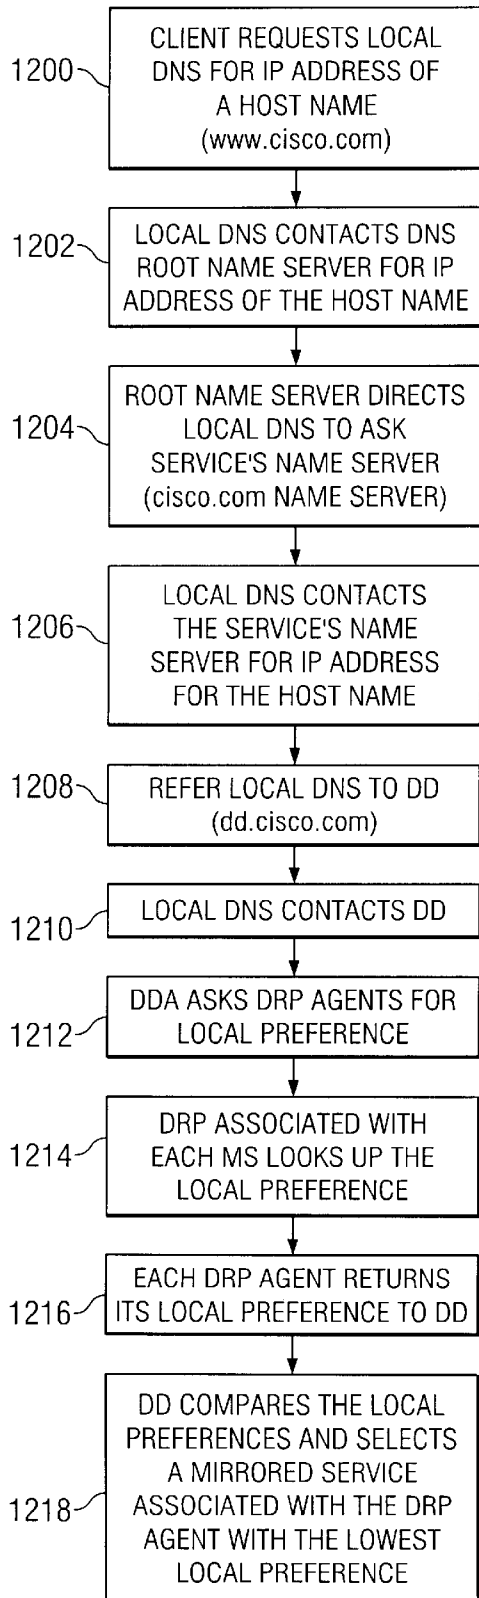 CLIENT REQUESTS LOCAL
DNS FOR IP ADDRESS OF
A HOST NAME
(www.cisco.com)
1200
LOCAL DNS CONTACTS DNS
ROOT NAME SERVER FOR IP
ADDRESS OF THE HOST NAME
1202
ROOT NAME SERVER DIRECTS
LOCAL DNS TO ASK
SERVICE'S NAME SERVER
(cisco.com NAME SERVER)
1204
LOCAL DNS CONTACTS
THE SERVICE'S NAME
SERVER FOR IP ADDRESS
FOR THE HOST NAME
1206
REFER LOCAL DNS TO DD
(dd.cisco.com)
1208
LOCAL DNS CONTACTS DD
1210
DDA ASKS DRP AGENTS FOR
LOCAL PREFERENCE
1212
DRP ASSOCIATED WITH
EACH MS LOOKS UP THE
LOCAL PREFERENCE
1214
EACH DRP AGENT RETURNS
ITS LOCAL PREFERENCE TO DD
1216
DD COMPARES THE LOCAL
PREFERENCES AND SELECTS
A MIRRORED SERVICE
ASSOCIATED WITH THE DRP
AGENT WITH THE LOWEST
LOCAL PREFERENCE
1218